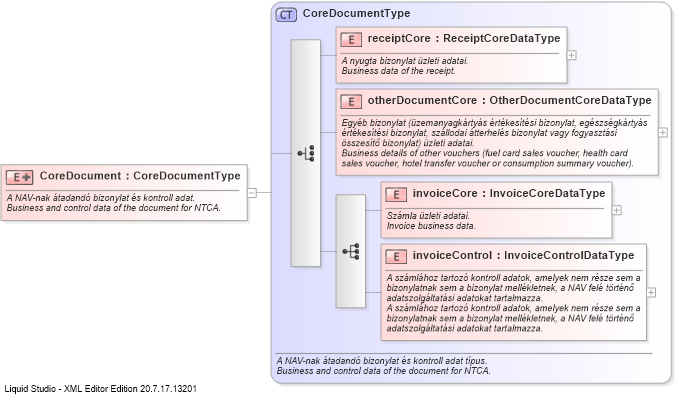 CT CoreDocumentType
E receiptCore : ReceiptCoreDataType
A nyugta bizonylat üzleti adatai.
Business data of the receipt.
E otherDocumentCore : OtherDocumentCoreDataType
Egyéb bizonylat (üzemanyagkártyás értékesítési bizonylat, egészségkártyás
értékesítési bizonylat, szállodai átterhelés bizonylat vagy fogyasztási
összesítő bizonylat) üzleti adatai.
Business details of other vouchers (fuel card sales voucher, health card
sales voucher, hotel transfer voucher or consumption summary voucher).
E CoreDocument : CoreDocumentType
A NAV-nak átadandó bizonylat és kontroll adat.
Business and control data of the document for NTCA.
E invoiceCore : InvoiceCoreDataType
Számla üzleti adatai.
Invoice business data.
E invoiceControl : InvoiceControlDataType
A számlához tartozó kontroll adatok, amelyek nem része sem a
bizonylatnak sem a bizonylat mellékletnek, a NAV felé történő
adatszolgáltatási adatokat tartalmazza.
A számlához tartozó kontroll adatok, amelyek nem része sem a
bizonylatnak sem a bizonylat mellékletnek, a NAV felé történő
adatszolgáltatási adatokat tartalmazza.
A NAV-nak átadandó bizonylat és kontroll adat típus.
Business and control data of the document for NTCA.
Liquid Studio - XML Editor Edition 20.7.17.13201